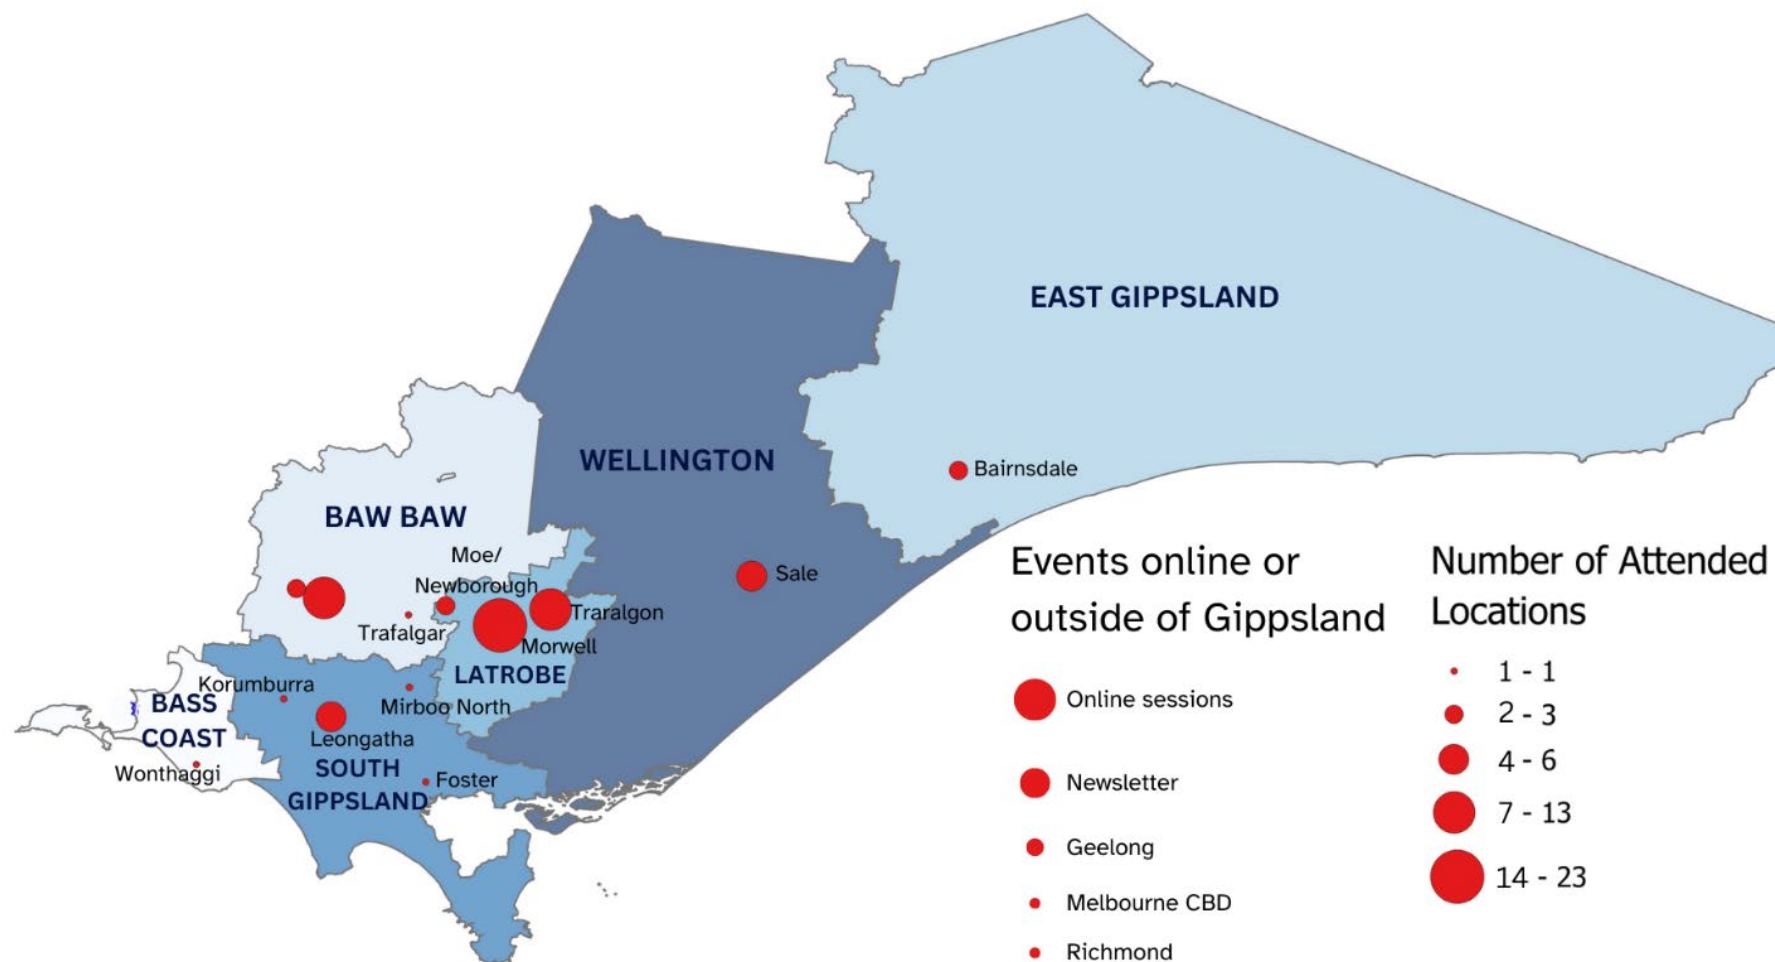 EAST GIPPSLAND
WELLINGTON
Bairnsdale
BAW BAW
Moe/
Newborough
Sale
Traralgon
Trafalgar
Morwell
LATROBE
Korumburra
Mirboo North
BASS
COAST
Leongatha
Wonthaggi
SOUTH
GIPPSLAND
Foster
Events online or
outside of Gippsland
Online sessions
Newsletter
Geelong
Melbourne CBD
Richmond
Number of Attended
Locations
1 - 1
2 - 3
4 - 6
7 - 13
14 - 23